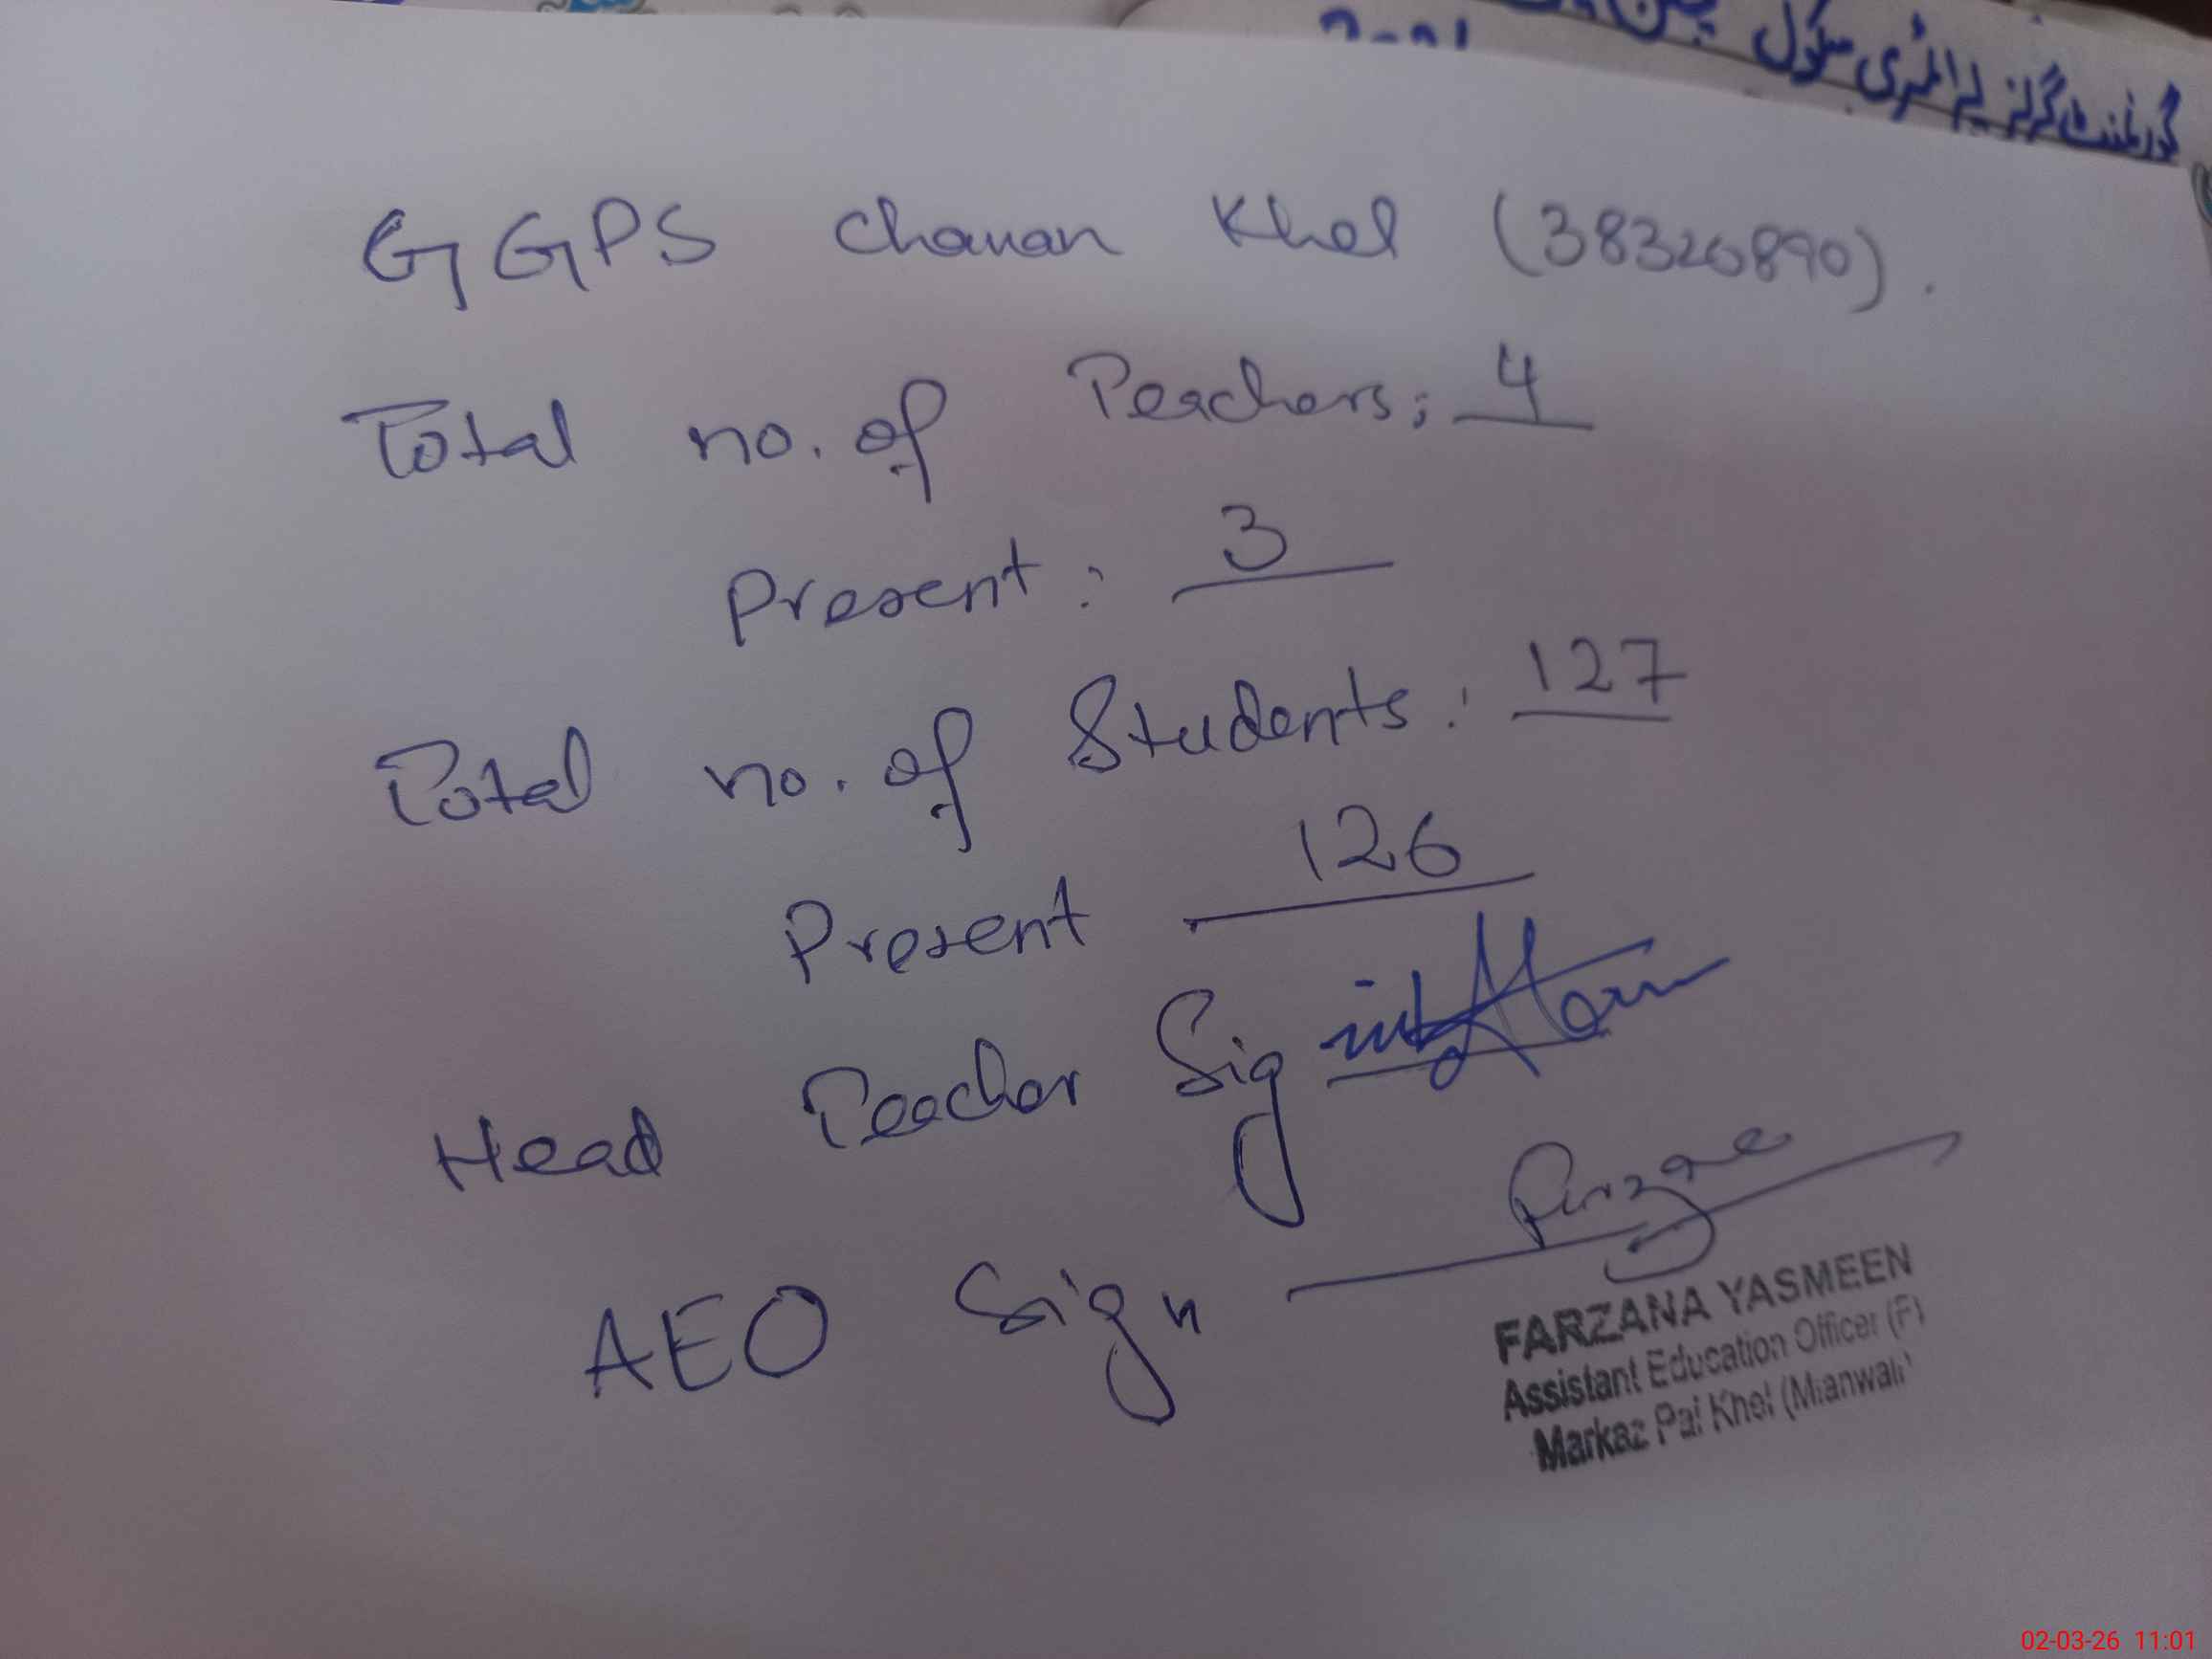 گورنمنٹ گرلز پرائمری سکول
GGPS Chanan Khel (38320890).
Total no. of Teachers; 4
Present: 3
Total no. of Students: 127
Present 126
Head Teacher Sig
AEO Sign Farzana
FARZANA YASMEEN
Assistant Education Officer (F)
Markaz Pai Khel (Mianwali)
02-03-26 11:01